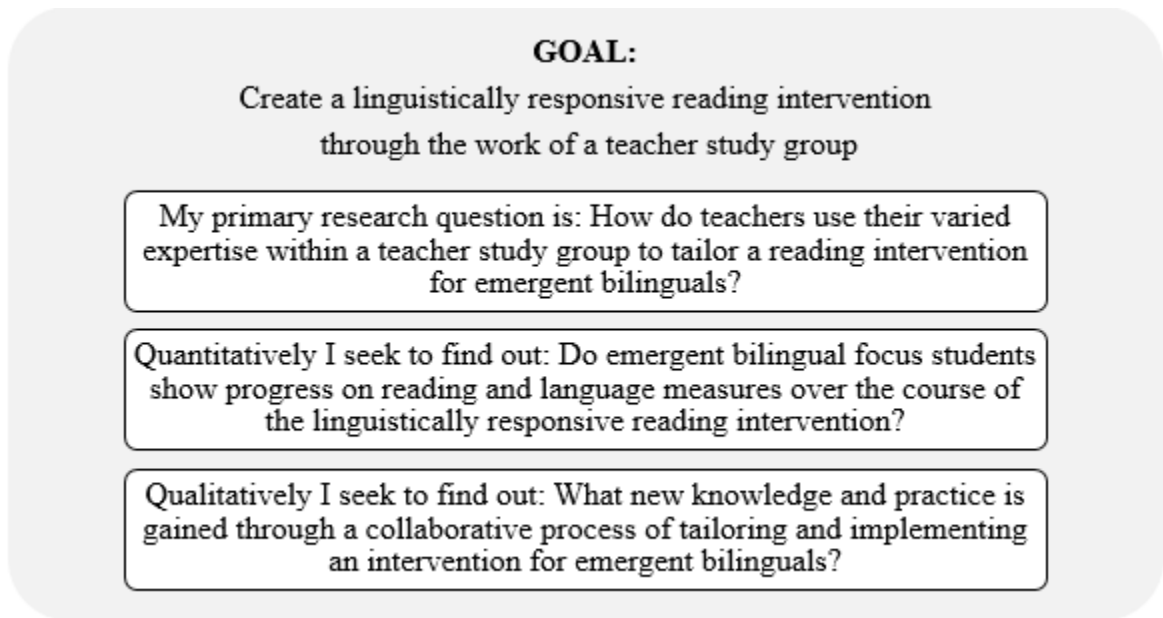 GOAL:
Create a linguistically responsive reading intervention
through the work of a teacher study group
My primary research question is: How do teachers use their varied
expertise within a teacher study group to tailor a reading intervention
for emergent bilinguals?
Quantitatively I seek to find out: Do emergent bilingual focus students
show progress on reading and language measures over the course of
the linguistically responsive reading intervention?
Qualitatively I seek to find out: What new knowledge and practice is
gained through a collaborative process of tailoring and implementing
an intervention for emergent bilinguals?